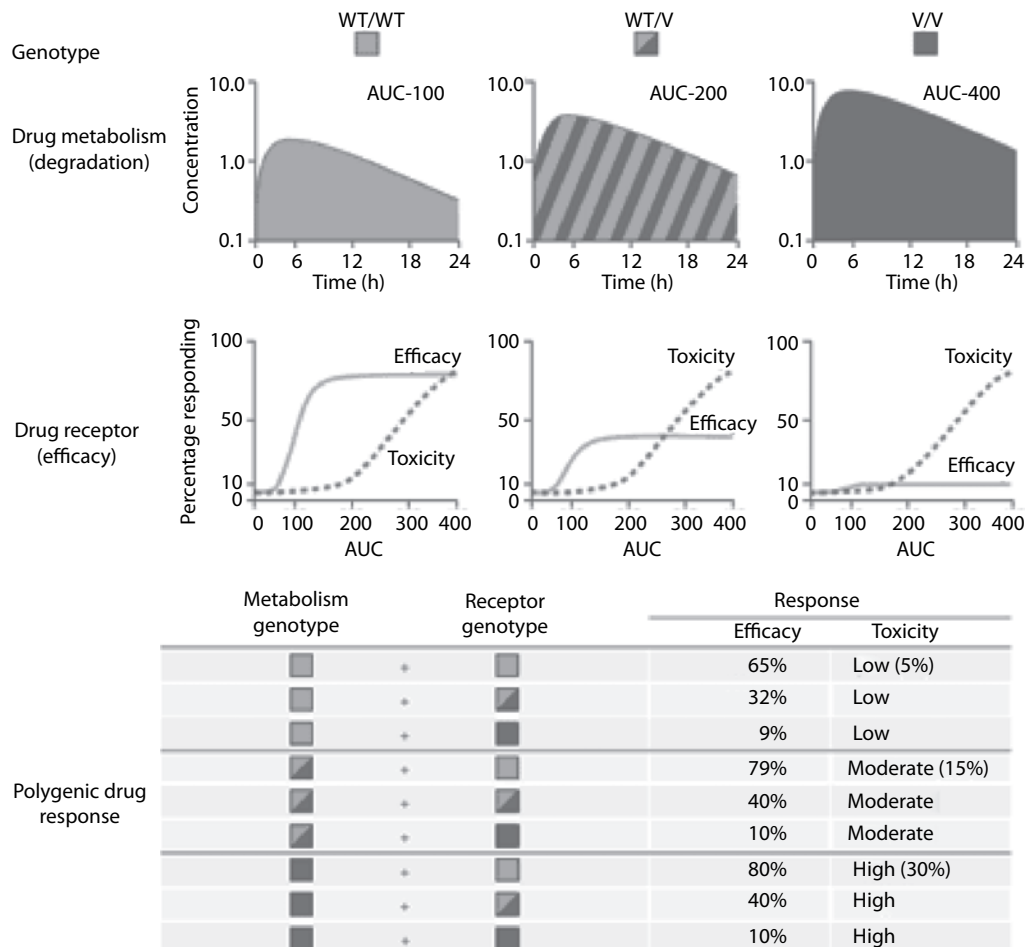 WT/WT WT/V V/V
Genotype
10.0 AUC-100 10.0 AUC-200 10.0 AUC-400
Concentration
Drug metabolism
(degradation)
1.0 1.0 1.0
0.1 0.1 0.1
0 6 12 18 24 0 6 12 18 24 0 6 12 18 24
Time (h) Time (h) Time (h)
Percentage responding
100 100 100
Efficacy Toxicity Toxicity
50 50 50
Efficacy
Drug receptor
(efficacy)
Toxicity Efficacy
10 10 10
0 0 0
0 100 200 300 400 0 100 200 300 400 0 100 200 300 400
AUC AUC AUC
Metabolism
genotype
Receptor
genotype
Response
Efficacy Toxicity
+ 65% Low (5%)
+ 32% Low
+ 9% Low
+ 79% Moderate (15%)
Polygenic drug
response
+ 40% Moderate
+ 10% Moderate
+ 80% High (30%)
+ 40% High
+ 10% High